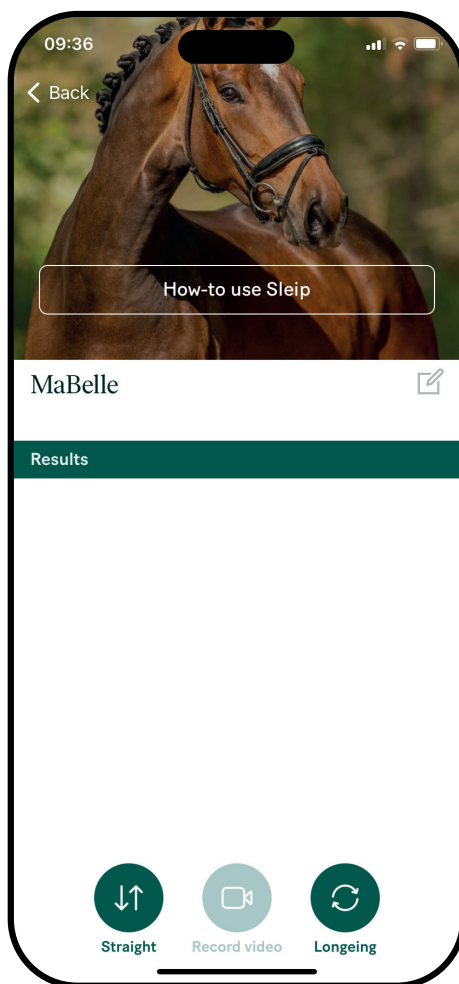 09:36
Back
How-to use Sleip
MaBelle
Results
Straight
Record video
Longeing